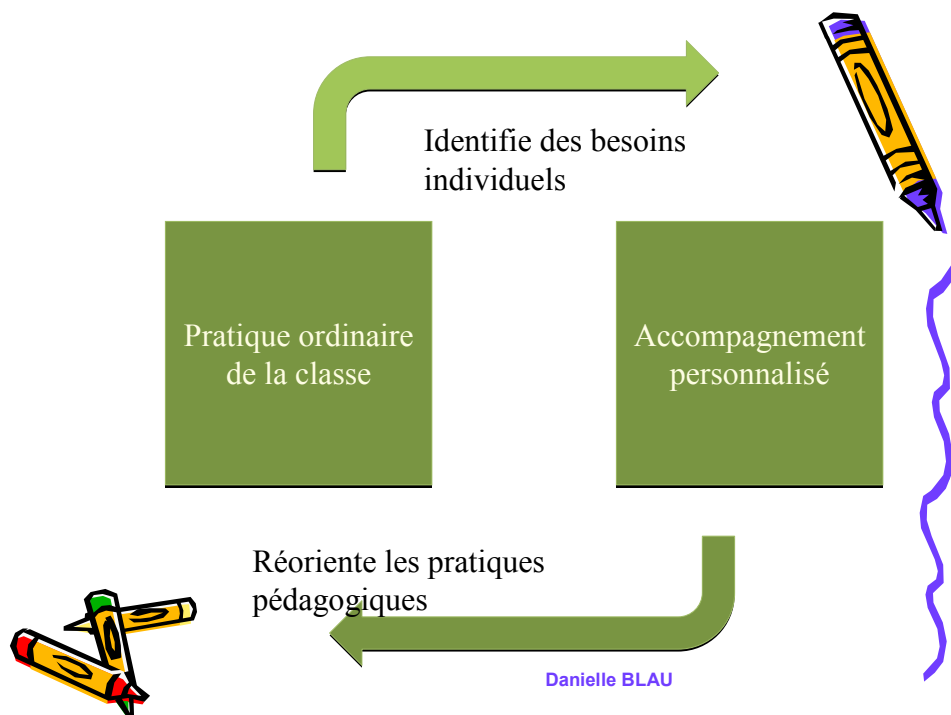 Identifie des besoins
individuels
Pratique ordinaire
de la classe
Accompagnement
personnalisé
Réoriente les pratiques
pédagogiques
Danielle BLAU